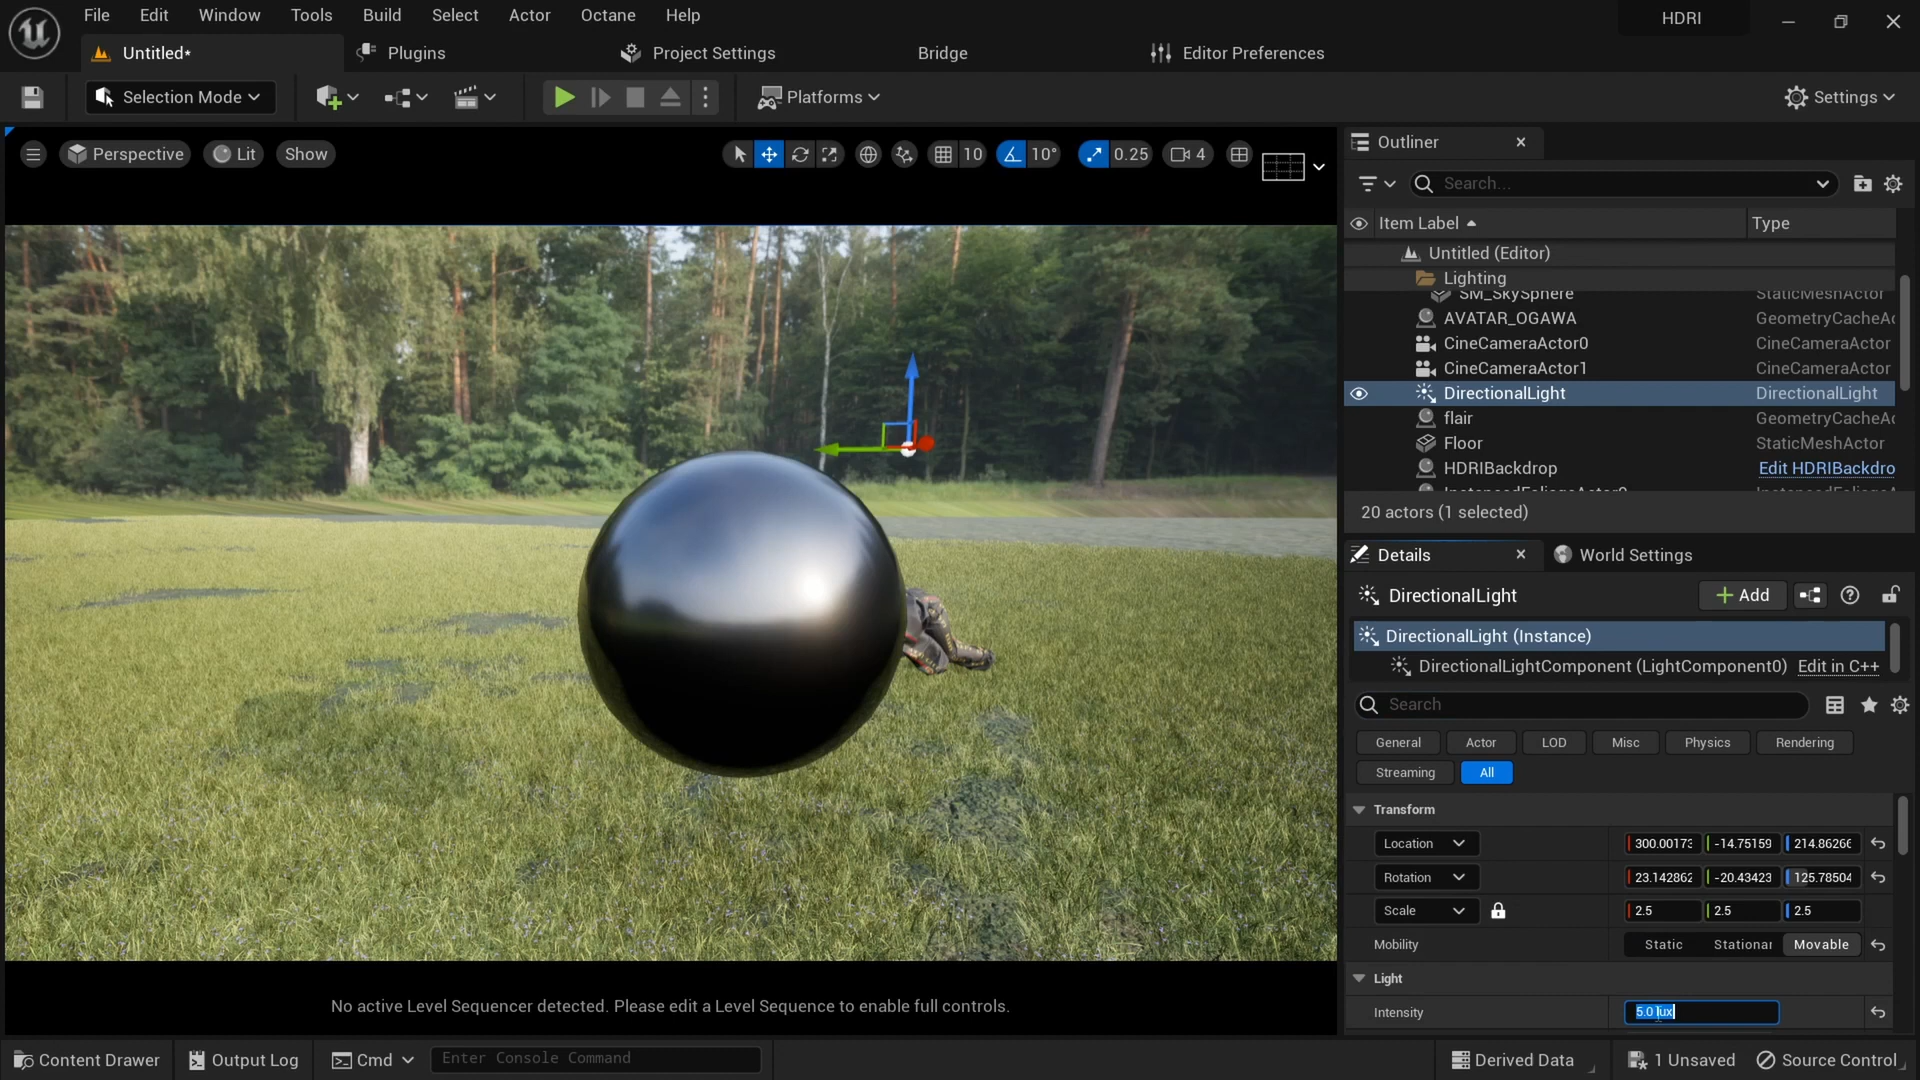 File Edit Window Tools Build Select Actor Octane Help HDRI
Untitled* Plugins Project Settings Bridge Editor Preferences
Selection Mode Platforms Settings
Perspective Lit Show 10 10° 0.25 4
Outliner
Search...
Item Label Type
Untitled (Editor)
Lighting
SM_SkySphere StaticMeshActor
AVATAR_OGAWA GeometryCacheAc
CineCameraActor0 CineCameraActor
CineCameraActor1 CineCameraActor
DirectionalLight DirectionalLight
flair GeometryCacheAc
Floor StaticMeshActor
HDRIBackdrop Edit HDRIBackdro
20 actors (1 selected)
Details World Settings
DirectionalLight Add
DirectionalLight (Instance)
DirectionalLightComponent (LightComponent0) Edit in C++
Search
General Actor LOD Misc Physics Rendering
Streaming All
Transform
Location 300.00173 -14.75159 214.86266
Rotation 23.142862 -20.43423 125.78504
Scale 2.5 2.5 2.5
Mobility Static Stationar Movable
Light
Intensity 5.0 lux
No active Level Sequencer detected. Please edit a Level Sequence to enable full controls.
Content Drawer Output Log Cmd Enter Console Command Derived Data 1 Unsaved Source Control